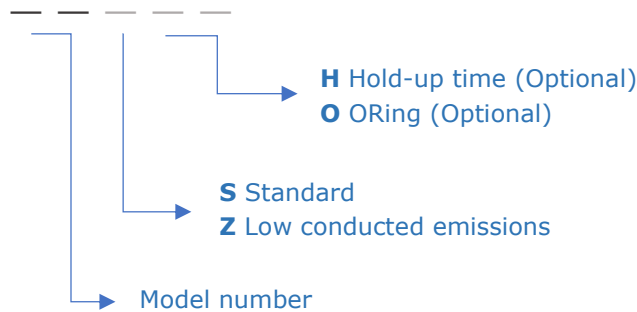 H Hold-up time (Optional)
O ORing (Optional)
S Standard
Z Low conducted emissions
Model number